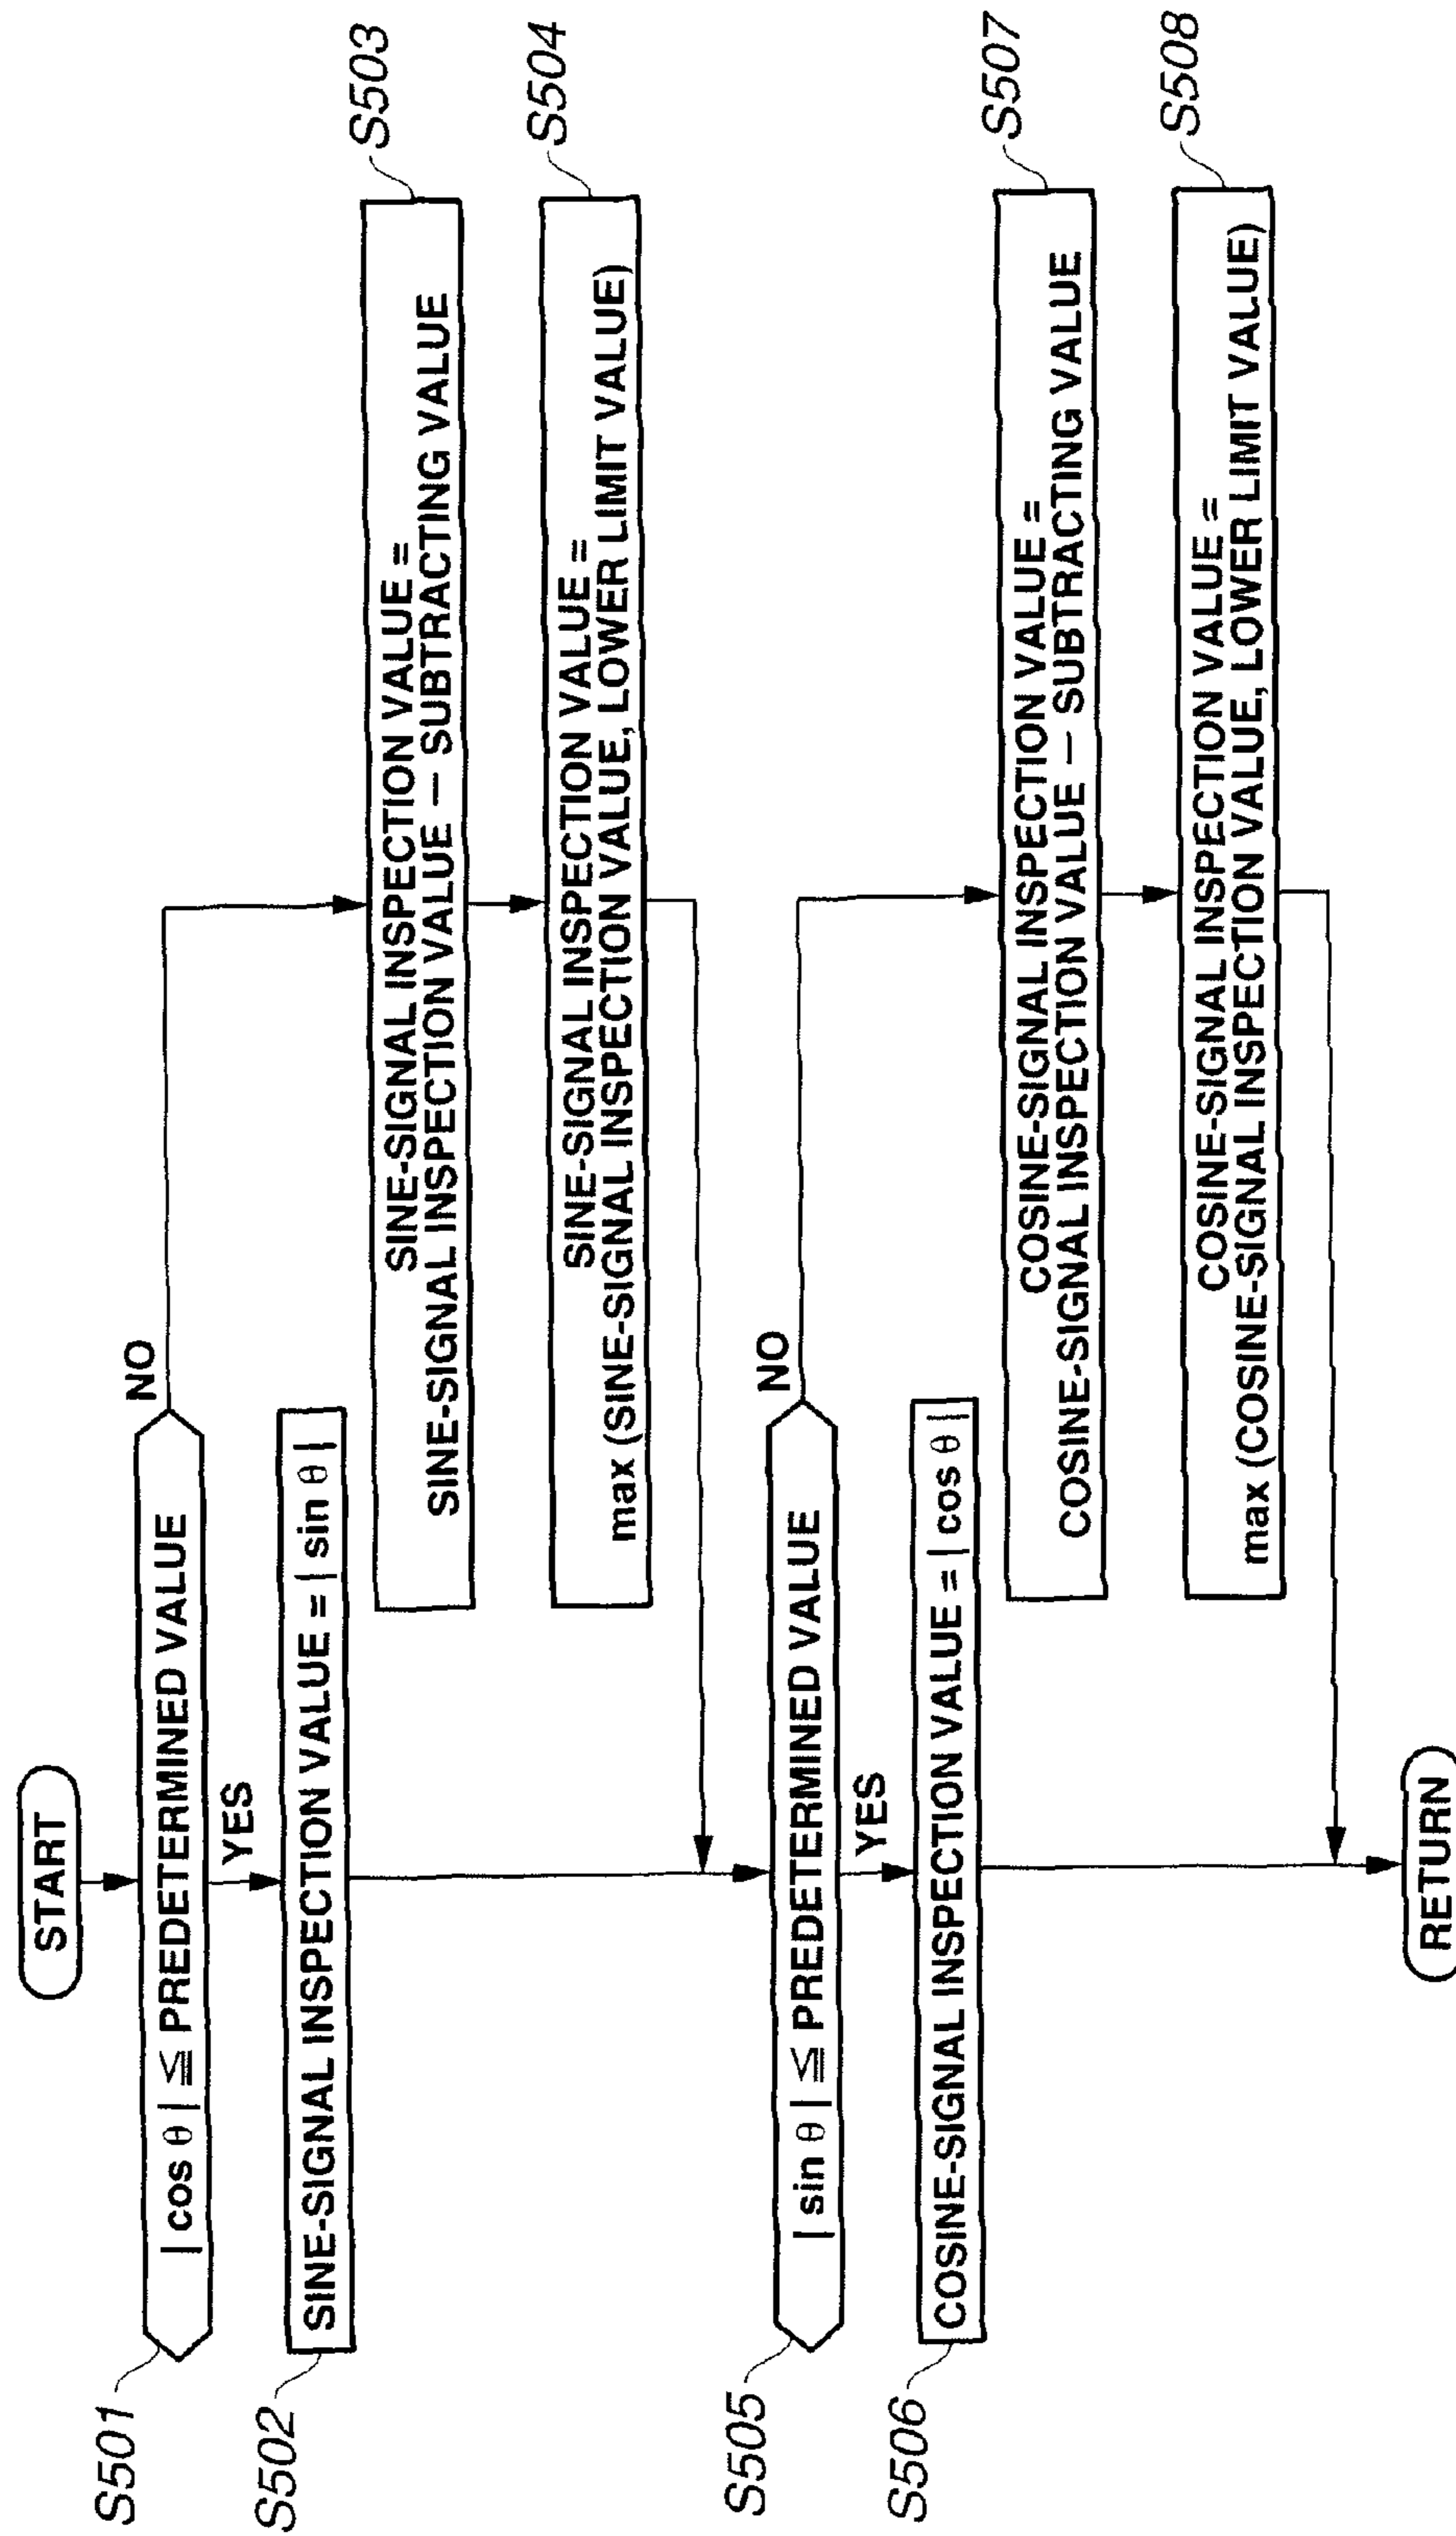 START
S501
| cos θ | ≦ PREDETERMINED VALUE
NO
YES
S502
SINE-SIGNAL INSPECTION VALUE = | sin θ |
S503
SINE-SIGNAL INSPECTION VALUE =
SINE-SIGNAL INSPECTION VALUE – SUBTRACTING VALUE
S504
SINE-SIGNAL INSPECTION VALUE =
max (SINE-SIGNAL INSPECTION VALUE, LOWER LIMIT VALUE)
S505
| sin θ | ≦ PREDETERMINED VALUE
NO
YES
S506
COSINE-SIGNAL INSPECTION VALUE = | cos θ |
S507
COSINE-SIGNAL INSPECTION VALUE =
COSINE-SIGNAL INSPECTION VALUE – SUBTRACTING VALUE
S508
COSINE-SIGNAL INSPECTION VALUE =
max (COSINE-SIGNAL INSPECTION VALUE, LOWER LIMIT VALUE)
RETURN